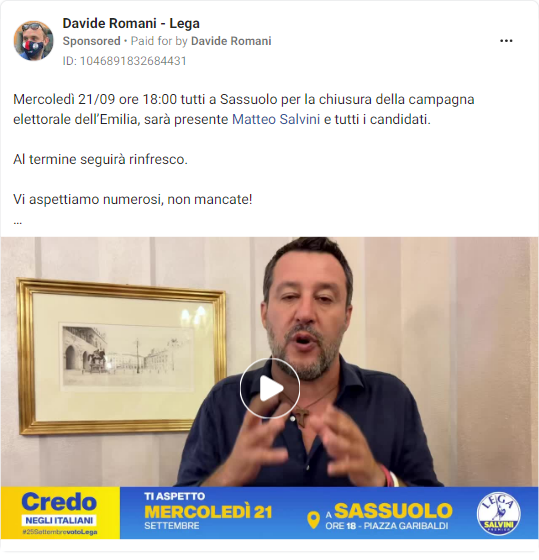 Davide Romani - Lega
Sponsored • Paid for by Davide Romani
ID: 1046891832684431
Mercoledì 21/09 ore 18:00 tutti a Sassuolo per la chiusura della campagna
elettorale dell'Emilia, sarà presente Matteo Salvini e tutti i candidati.
Al termine seguirà rinfresco.
Vi aspettiamo numerosi, non mancate!
...
Credo
NEGLI ITALIANI
#25SettembrevotoLega
TI ASPETTO
MERCOLEDÌ 21
SETTEMBRE
A SASSUOLO
ORE 18 - PIAZZA GARIBALDI
LEGA
SALVINI
PREMIER